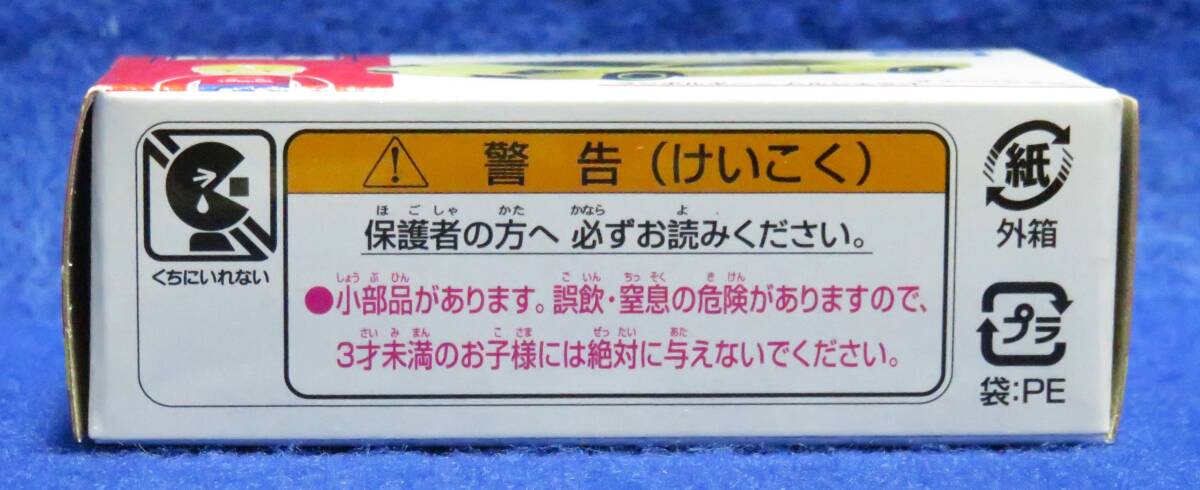 警告（けいこく）
ほごしゃ かた かなら よ
保護者の方へ 必ずお読みください。
しょうぶひん ごいん ちっそく きけん
●小部品があります。誤飲・窒息の危険がありますので、
さいみまん こさま ぜったい あた
3才未満のお子様には絶対に与えないでください。
くちにいれない
紙
外箱
プラ
袋:PE